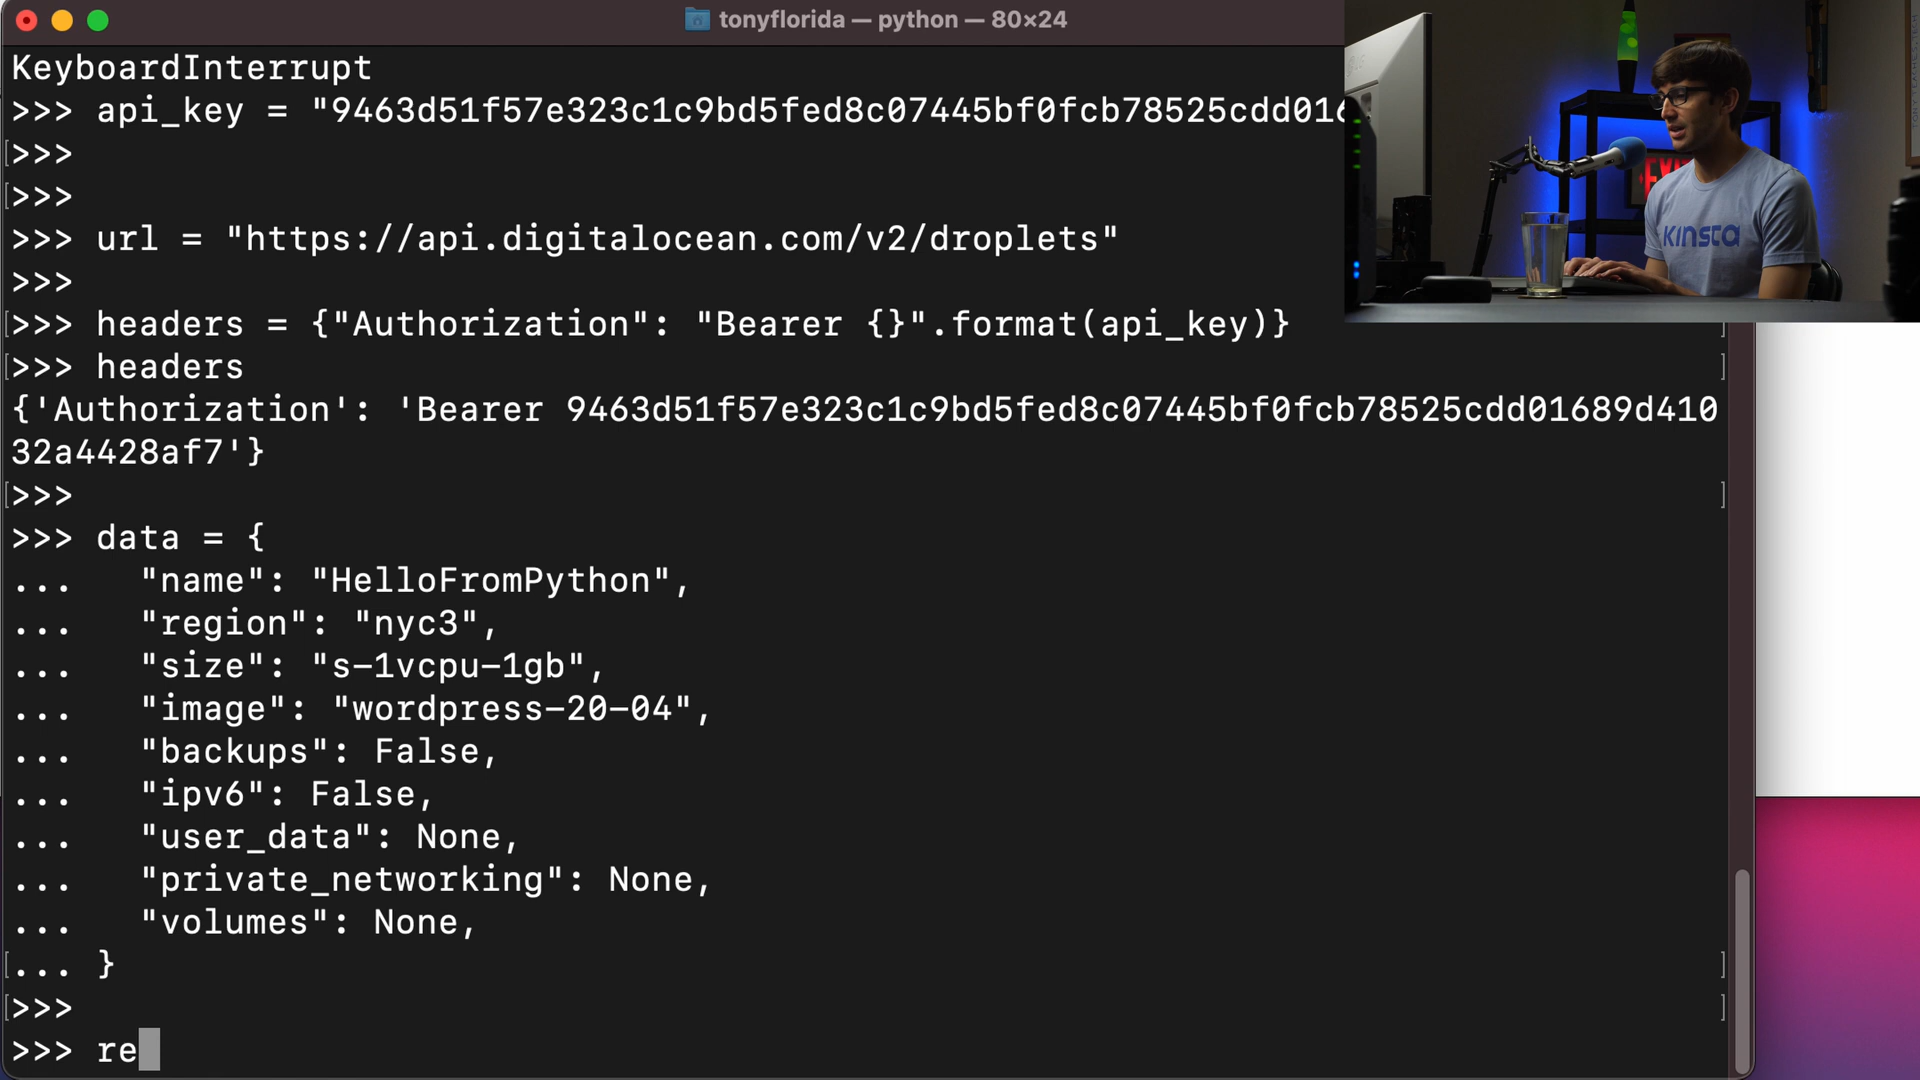 tonyflorida — python — 80×24
KeyboardInterrupt
>>> api_key = "9463d51f57e323c1c9bd5fed8c07445bf0fcb78525cdd016
>>>
>>>
>>> url = "https://api.digitalocean.com/v2/droplets"
>>>
>>> headers = {"Authorization": "Bearer {}".format(api_key)}
>>> headers
{'Authorization': 'Bearer 9463d51f57e323c1c9bd5fed8c07445bf0fcb78525cdd01689d410
32a4428af7'}
>>>
>>> data = {
...   "name": "HelloFromPython",
...   "region": "nyc3",
...   "size": "s-1vcpu-1gb",
...   "image": "wordpress-20-04",
...   "backups": False,
...   "ipv6": False,
...   "user_data": None,
...   "private_networking": None,
...   "volumes": None,
... }
>>>
>>> re
EXIT
KINSTA